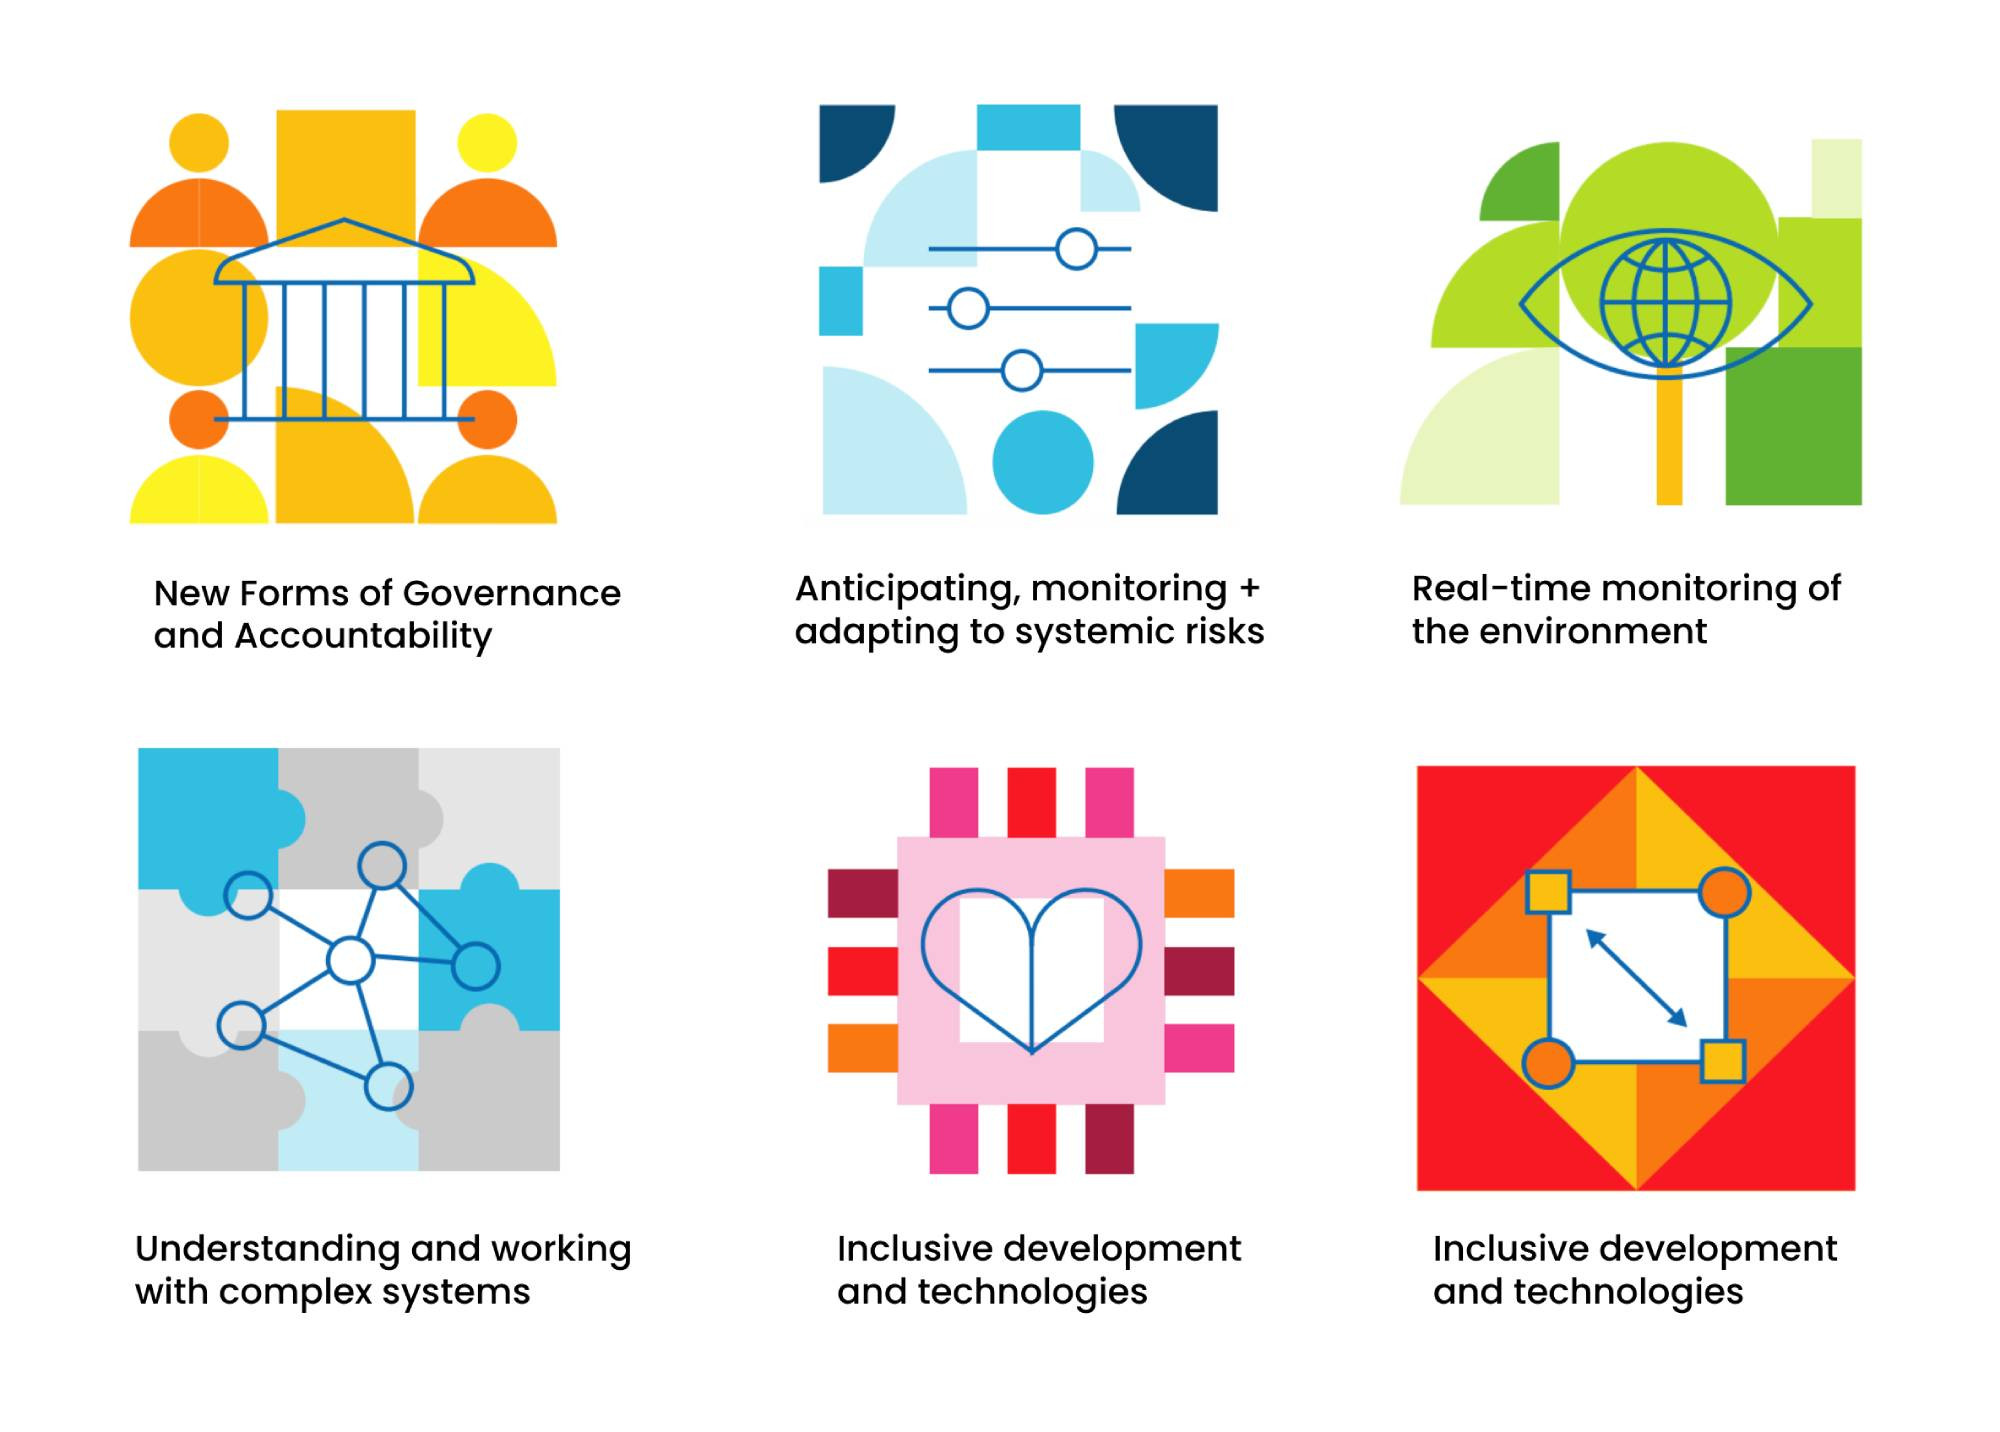 New Forms of Governance
and Accountability
Anticipating, monitoring +
adapting to systemic risks
Real-time monitoring of
the environment
Understanding and working
with complex systems
Inclusive development
and technologies
Inclusive development
and technologies